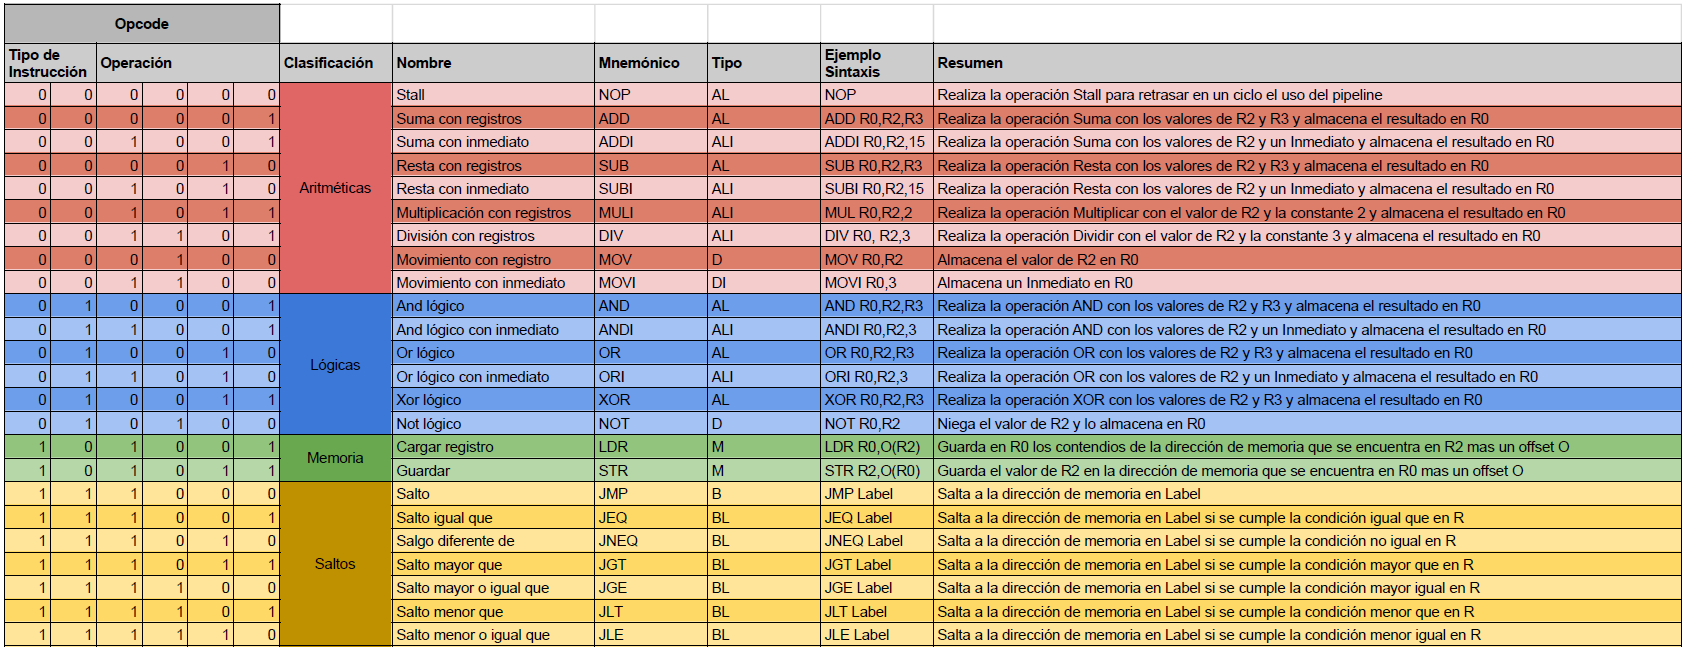 Opcode
Tipo de Instrucción Operación Clasificación Nombre Mnemónico Tipo Ejemplo Sintaxis Resumen
0 0 0 0 0 0 Stall NOP AL NOP Realiza la operación Stall para retrasar en un ciclo el uso del pipeline
0 0 0 0 0 1 Suma con registros ADD AL ADD R0,R2,R3 Realiza la operación Suma con los valores de R2 y R3 y almacena el resultado en R0
0 0 1 0 0 1 Suma con inmediato ADDI ALI ADDI R0,R2,15 Realiza la operación Suma con los valores de R2 y un Inmediato y almacena el resultado en R0
0 0 0 0 1 0 Resta con registros SUB AL SUB R0,R2,R3 Realiza la operación Resta con los valores de R2 y R3 y almacena el resultado en R0
0 0 1 0 1 0 Aritméticas Resta con inmediato SUBI ALI SUBI R0,R2,15 Realiza la operación Resta con los valores de R2 y un Inmediato y almacena el resultado en R0
0 0 1 0 1 1 Multiplicación con registros MULI ALI MUL R0,R2,2 Realiza la operación Multiplicar con el valor de R2 y la constante 2 y almacena el resultado en R0
0 0 1 1 0 1 División con registros DIV ALI DIV R0, R2,3 Realiza la operación Dividir con el valor de R2 y la constante 3 y almacena el resultado en R0
0 0 0 1 0 0 Movimiento con registro MOV D MOV R0,R2 Almacena el valor de R2 en R0
0 0 1 1 0 0 Movimiento con inmediato MOVI DI MOVI R0,3 Almacena un Inmediato en R0
0 1 0 0 0 1 And lógico AND AL AND R0,R2,R3 Realiza la operación AND con los valores de R2 y R3 y almacena el resultado en R0
0 1 1 0 0 1 And lógico con inmediato ANDI ALI ANDI R0,R2,3 Realiza la operación AND con los valores de R2 y un Inmediato y almacena el resultado en R0
0 1 0 0 1 0 Or lógico OR AL OR R0,R2,R3 Realiza la operación OR con los valores de R2 y R3 y almacena el resultado en R0
0 1 1 0 1 0 Lógicas Or lógico con inmediato ORI ALI ORI R0,R2,3 Realiza la operación OR con los valores de R2 y un Inmediato y almacena el resultado en R0
0 1 0 0 1 1 Xor lógico XOR AL XOR R0,R2,R3 Realiza la operación XOR con los valores de R2 y R3 y almacena el resultado en R0
0 1 0 1 0 0 Not lógico NOT D NOT R0,R2 Niega el valor de R2 y lo almacena en R0
1 0 1 0 0 1 Memoria Cargar registro LDR M LDR R0,O(R2) Guarda en R0 los contendios de la dirección de memoria que se encuentra en R2 mas un offset O
1 0 1 0 1 1 Guardar STR M STR R2,O(R0) Guarda el valor de R2 en la dirección de memoria que se encuentra en R0 mas un offset O
1 1 1 0 0 0 Salto JMP B JMP Label Salta a la dirección de memoria en Label
1 1 1 0 0 1 Salto igual que JEQ BL JEQ Label Salta a la dirección de memoria en Label si se cumple la condición igual que en R
1 1 1 0 1 0 Salgo diferente de JNEQ BL JNEQ Label Salta a la dirección de memoria en Label si se cumple la condición no igual en R
1 1 1 0 1 1 Saltos Salto mayor que JGT BL JGT Label Salta a la dirección de memoria en Label si se cumple la condición mayor que en R
1 1 1 1 0 0 Salto mayor o igual que JGE BL JGE Label Salta a la dirección de memoria en Label si se cumple la condición mayor igual en R
1 1 1 1 0 1 Salto menor que JLT BL JLT Label Salta a la dirección de memoria en Label si se cumple la condición menor que en R
1 1 1 1 1 0 Salto menor o igual que JLE BL JLE Label Salta a la dirección de memoria en Label si se cumple la condición menor igual en R